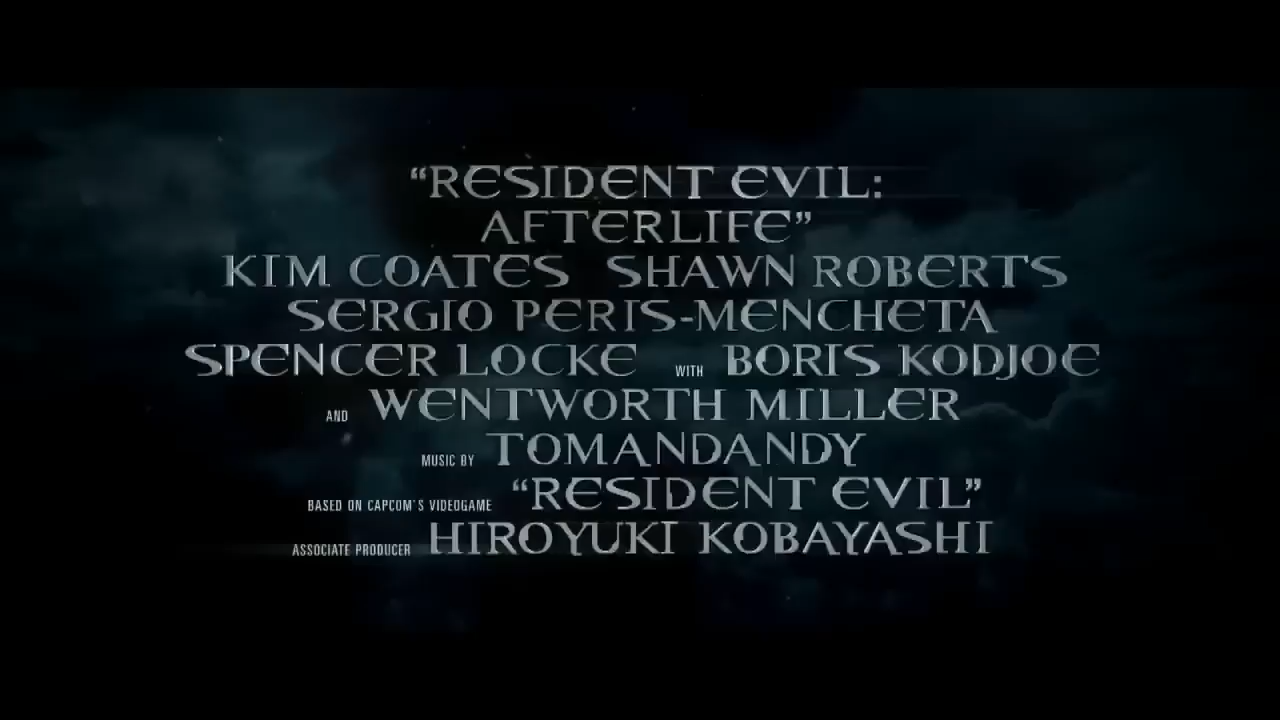 “RESIDENT EVIL:
AFTERLIFE”
KIM COATES SHAWN ROBERTS
SERGIO PERIS-MENCHETA
SPENCER LOCKE WITH BORIS KODJOE
AND WENTWORTH MILLER
MUSIC BY TOMANDANDY
BASED ON CAPCOM'S VIDEOGAME “RESIDENT EVIL”
ASSOCIATE PRODUCER HIROYUKI KOBAYASHI